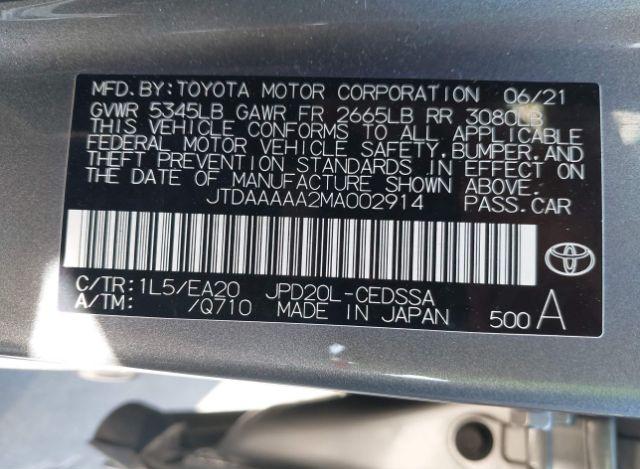 MFD.BY:TOYOTA MOTOR CORPORATION 06/21
GVWR 5345LB GAWR FR 2665LB RR 3080LB
THIS VEHICLE CONFORMS TO ALL APPLICABLE
FEDERAL MOTOR VEHICLE SAFETY,BUMPER,AND
THEFT PREVENTION STANDARDS IN EFFECT ON
THE DATE OF MANUFACTURE SHOWN ABOVE.
JTDAAAAAA2MA002914 PASS.CAR
C/TR:1L5/EA20 JPD20L-CEDSSA
A/TM: /Q710 MADE IN JAPAN 500 A